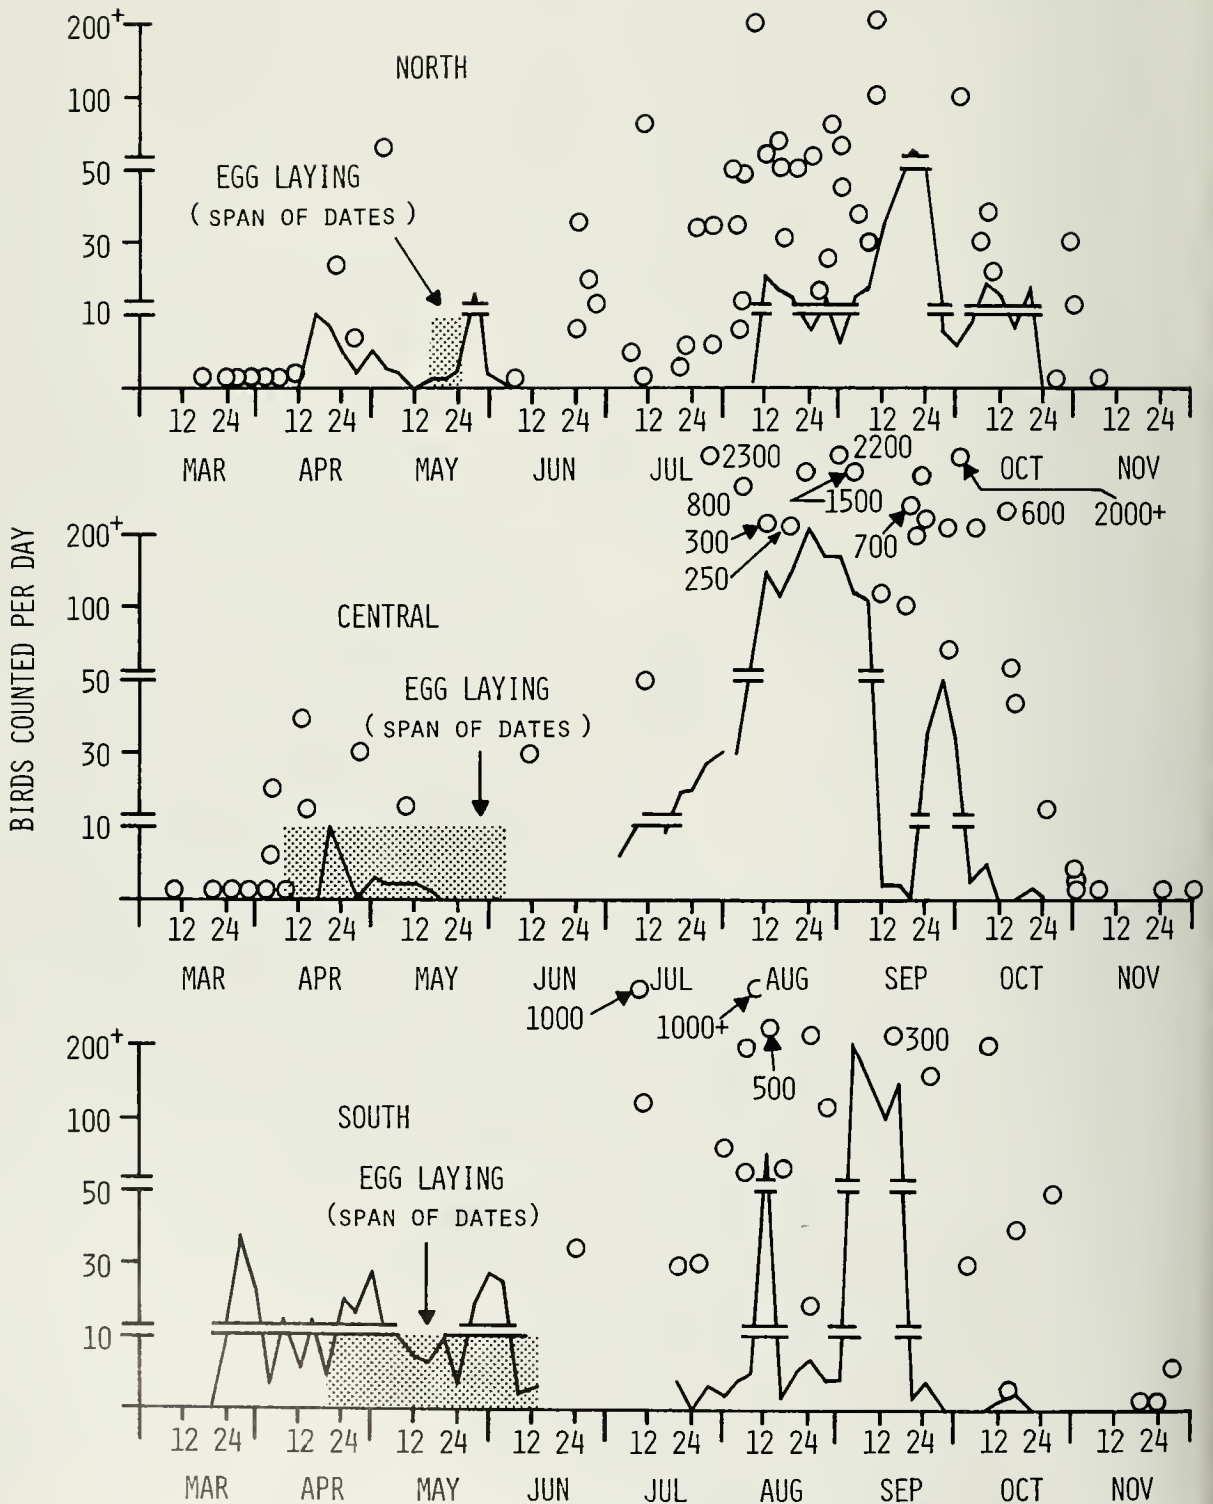 BIRDS COUNTED PER DAY
200+
NORTH
100
50
EGG LAYING
( SPAN OF DATES )
30
10
12 24 12 24 12 24 12 24 12 24 12 24 12 24 12 24 12 24
MAR APR MAY JUN JUL OCT NOV
2300 2200
800 1500
600 2000+
300 700
250
200+
100
CENTRAL
50
EGG LAYING
( SPAN OF DATES )
30
10
12 24 12 24 12 24 12 24 12 24 12 24 12 24 12 24 12 24
MAR APR MAY JUN JUL AUG SEP OCT NOV
1000 1000+
200+
300
500
100
SOUTH
EGG LAYING
50
(SPAN OF DATES)
30
10
12 24 12 24 12 24 12 24 12 24 12 24 12 24 12 24 12 24
MAR APR MAY JUN JUL AUG SEP OCT NOV